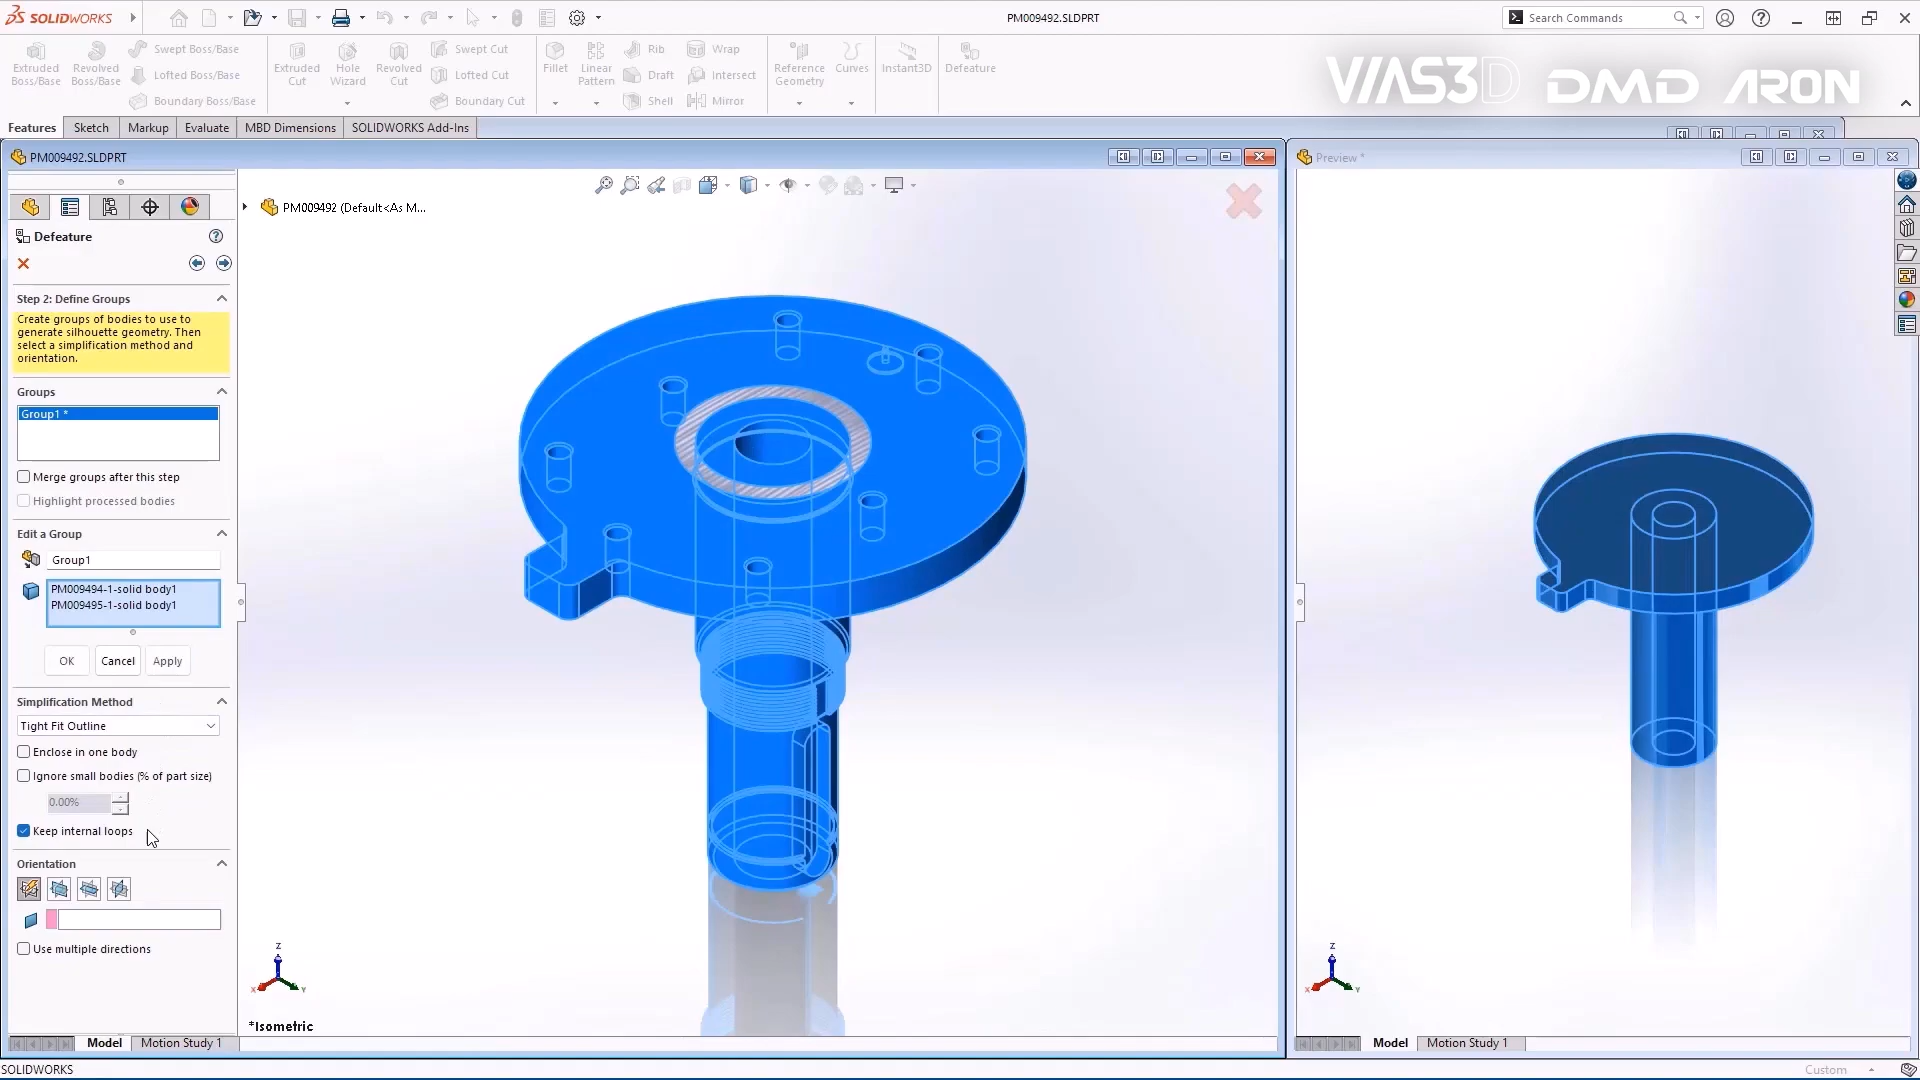 SOLIDWORKS
PM009492.SLDPRT
Search Commands
Extruded
Boss/Base
Revolved
Boss/Base
Swept Boss/Base
Lofted Boss/Base
Boundary Boss/Base
Extruded
Cut
Hole
Wizard
Revolved
Cut
Swept Cut
Lofted Cut
Boundary Cut
Fillet
Linear
Pattern
Rib
Draft
Shell
Wrap
Intersect
Mirror
Reference
Geometry
Curves
Instant3D
Defeature
VIAS3D DMD ARON
Features
Sketch
Markup
Evaluate
MBD Dimensions
SOLIDWORKS Add-Ins
PM009492.SLDPRT
Preview *
PM009492 (Default<As M...
Defeature
Step 2: Define Groups
Create groups of bodies to use to
generate silhouette geometry. Then
select a simplification method and
orientation.
Groups
Group1 *
Merge groups after this step
Highlight processed bodies
Edit a Group
Group1
PM009494-1-solid body1
PM009495-1-solid body1
OK
Cancel
Apply
Simplification Method
Tight Fit Outline
Enclose in one body
Ignore small bodies (% of part size)
0.00%
Keep internal loops
Orientation
Use multiple directions
Z
X
Y
*Isometric
Z
X
Y
Model
Motion Study 1
Model
Motion Study 1
SOLIDWORKS
Custom